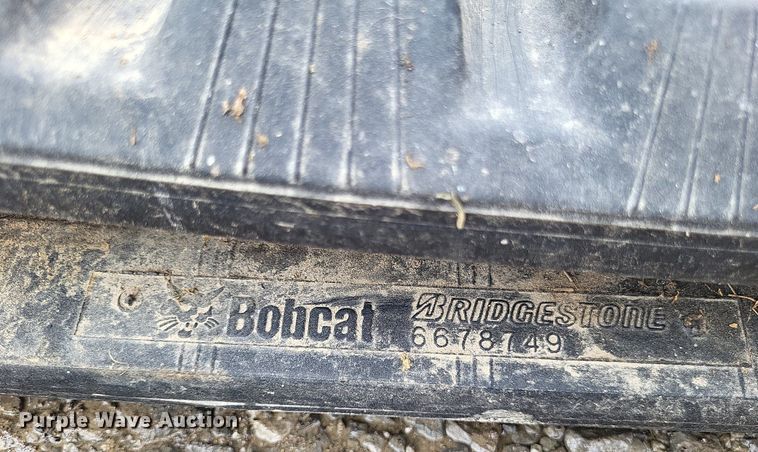 Bobcat BRIDGESTONE
6678749
Purple Wave Auction